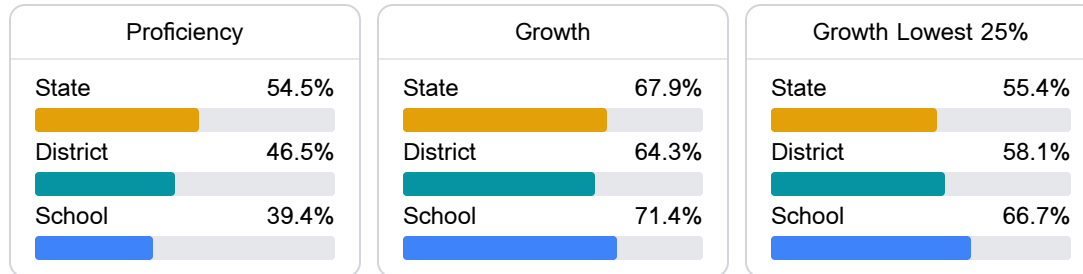 Proficiency
State 54.5%
District 46.5%
School 39.4%
Growth
State 67.9%
District 64.3%
School 71.4%
Growth Lowest 25%
State 55.4%
District 58.1%
School 66.7%